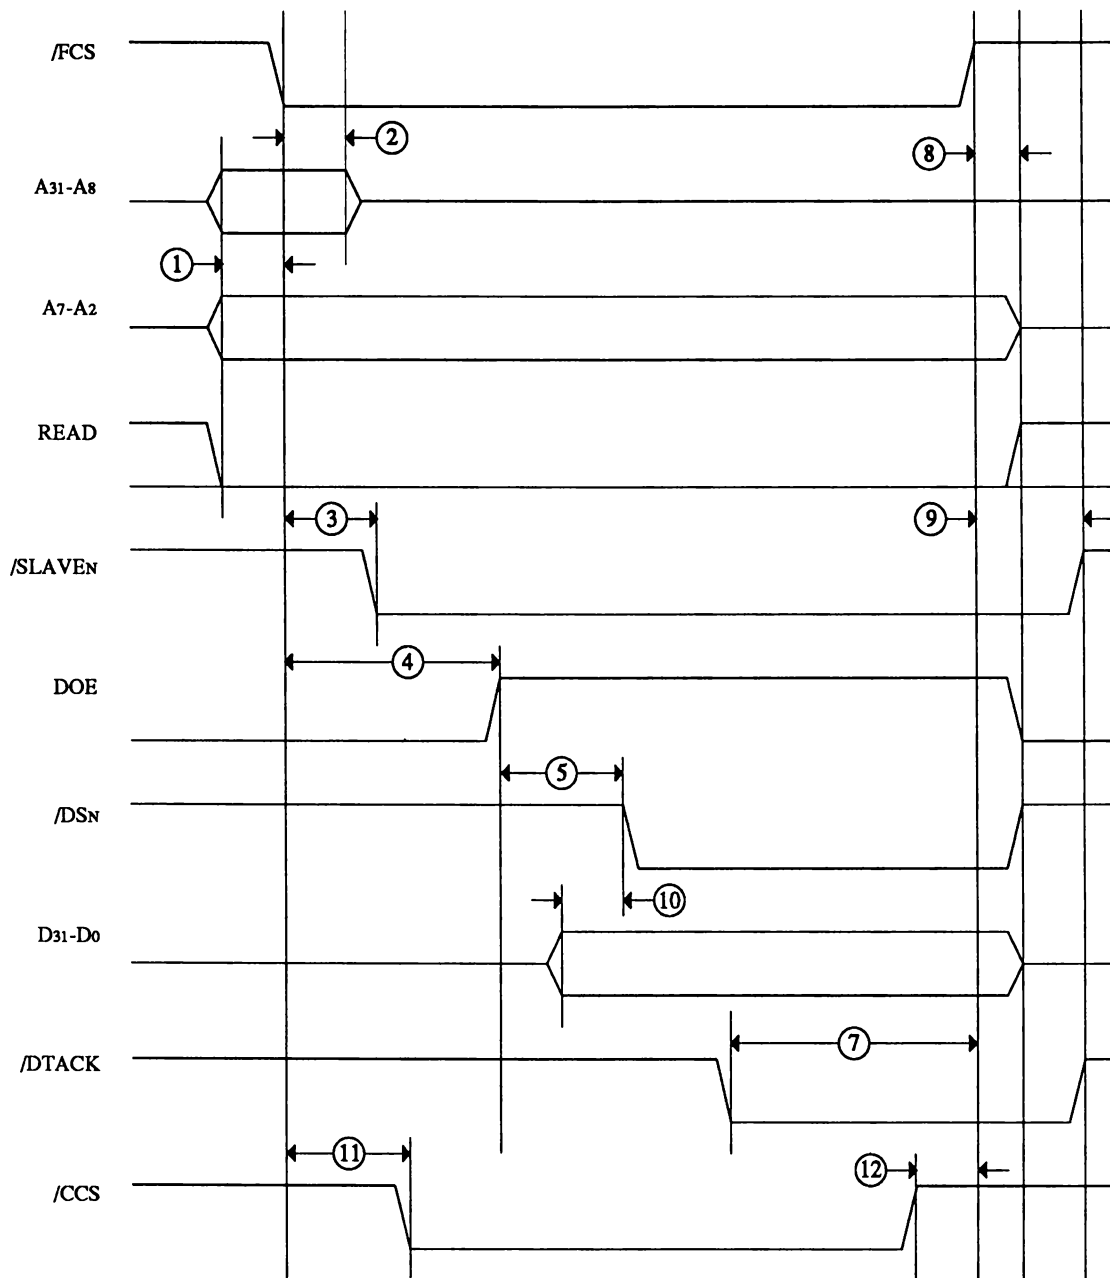 /FCS
②
⑧
A31-A8
①
A7-A2
READ
③
⑨
/SLAVEN
④
DOE
⑤
/DSN
⑩
D31-D0
⑦
/DTACK
⑪
⑫
/CCS